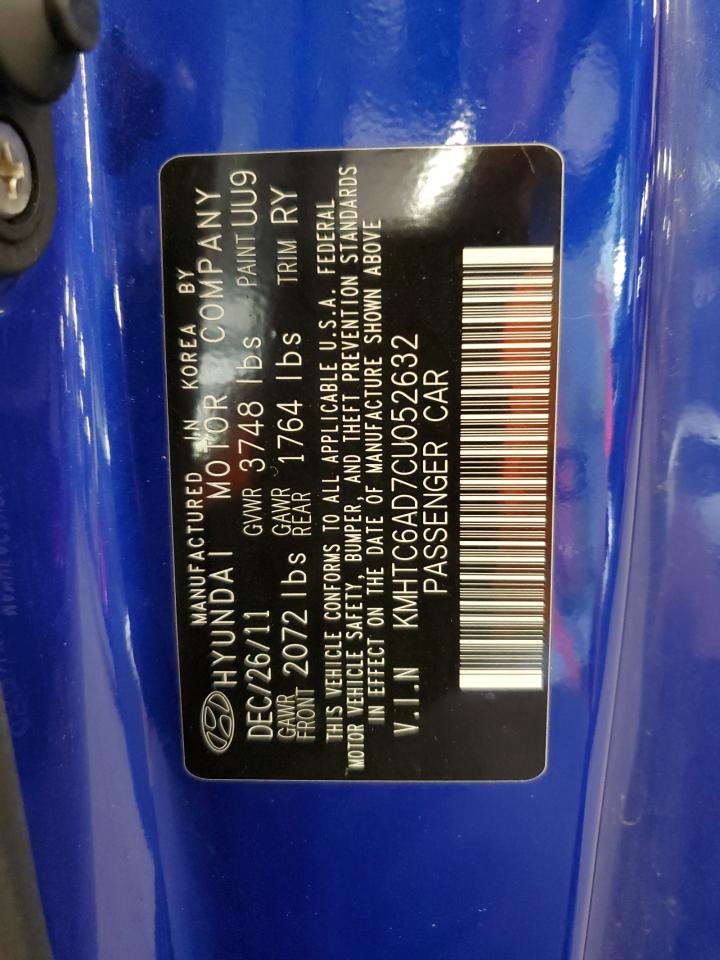 MANUFACTURED IN KOREA BY
HYUNDAI MOTOR COMPANY
DEC/26/11 GVWR 3748 lbs PAINT UU9
GAWR FRONT 2072 lbs GAWR REAR 1764 lbs TRIM RY
THIS VEHICLE CONFORMS TO ALL APPLICABLE U.S.A. FEDERAL
MOTOR VEHICLE SAFETY, BUMPER, AND THEFT PREVENTION STANDARDS
IN EFFECT ON THE DATE OF MANUFACTURE SHOWN ABOVE
V.I.N KMHTC6AD7CU052632
PASSENGER CAR